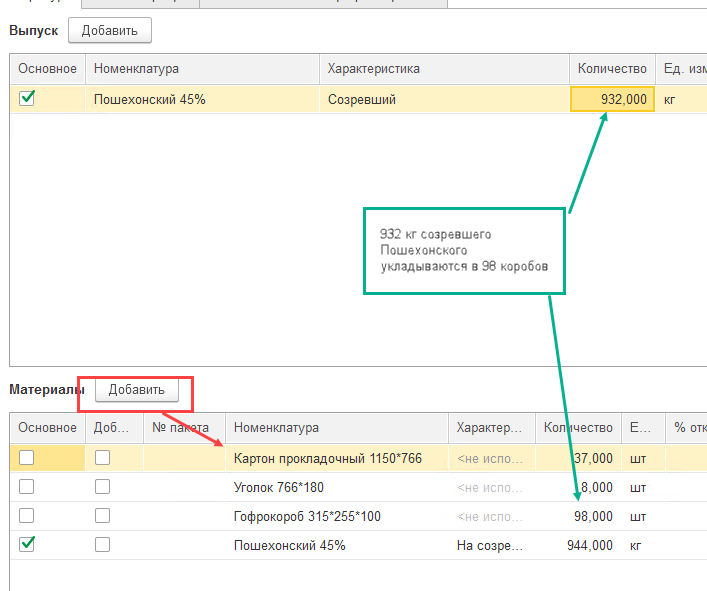 Выпуск Добавить
Основное Номенклатура Характеристика Количество Ед. изм
Пошехонский 45% Созревший 932,000 кг
932 кг созревшего
Пошехонского
укладываются в 98 коробов
Материалы Добавить
Основное Доб... № пакета Номенклатура Характер... Количество Е... % отк
Картон прокладочный 1150*766 <не испо... 37,000 шт
Уголок 766*180 <не испо... 8,000 шт
Гофрокороб 315*255*100 <не испо... 98,000 шт
Пошехонский 45% На созре... 944,000 кг